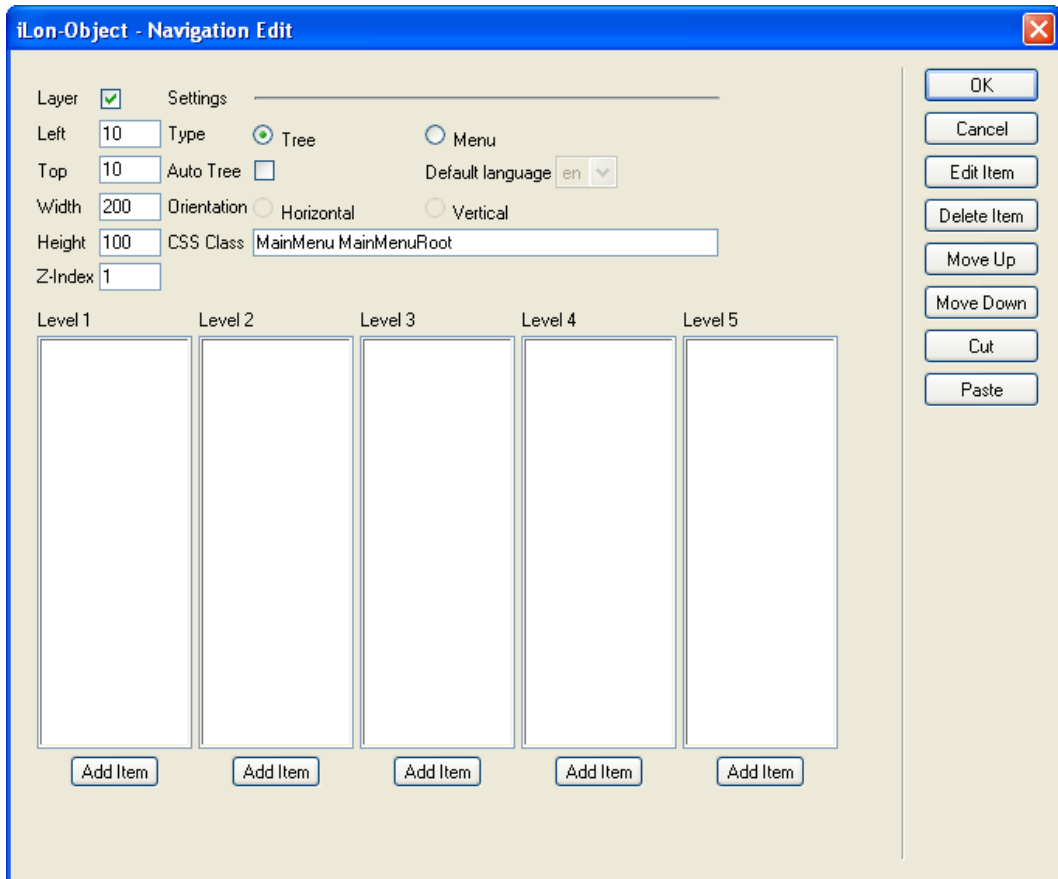 iLon-Object - Navigation Edit
Layer Settings
Left 10 Type Tree Menu
Top 10 Auto Tree Default language en
Width 200 Orientation Horizontal Vertical
Height 100 CSS Class MainMenu MainMenuRoot
Z-Index 1
Level 1 Level 2 Level 3 Level 4 Level 5
Add Item Add Item Add Item Add Item Add Item
OK
Cancel
Edit Item
Delete Item
Move Up
Move Down
Cut
Paste